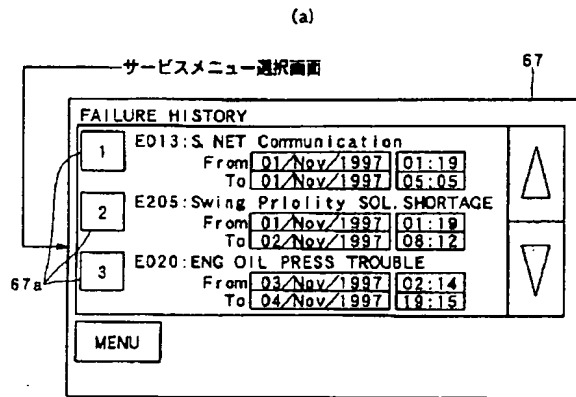 (a)
サービスメニュー選択画面
67
FAILURE HISTORY
1 E013:S. NET Communication
From 01/Nov/1997 01:19
To 01/Nov/1997 05:05
2 E205:Swing Priolity SOL. SHORTAGE
From 01/Nov/1997 01:19
To 02/Nov/1997 08:12
3 E020:ENG OIL PRESS TROUBLE
From 03/Nov/1997 02:14
To 04/Nov/1997 19:15
67a
MENU